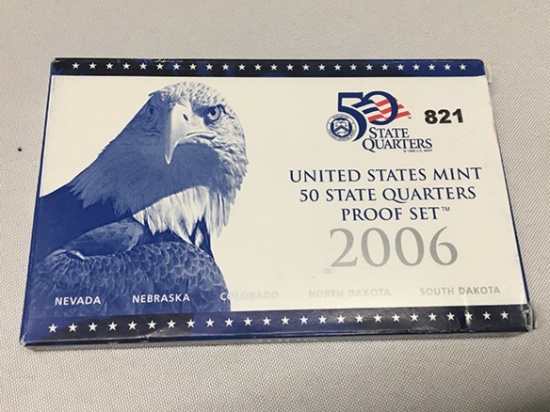 50
STATE
QUARTERS
821
UNITED STATES MINT
50 STATE QUARTERS
PROOF SET™
2006
NEVADA NEBRASKA COLORADO NORTH DAKOTA SOUTH DAKOTA